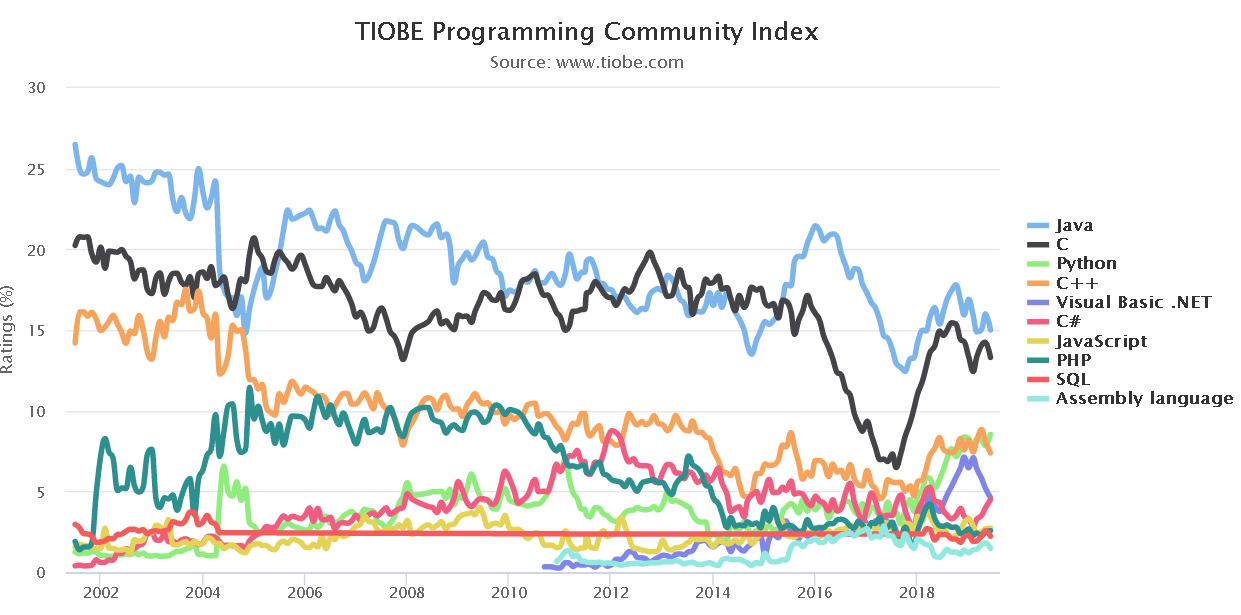 TIOBE Programming Community Index
Source: www.tiobe.com
Ratings (%)
30
25
20
15
10
5
0
2002 2004 2006 2008 2010 2012 2014 2016 2018
Java
C
Python
C++
Visual Basic .NET
C#
JavaScript
PHP
SQL
Assembly language